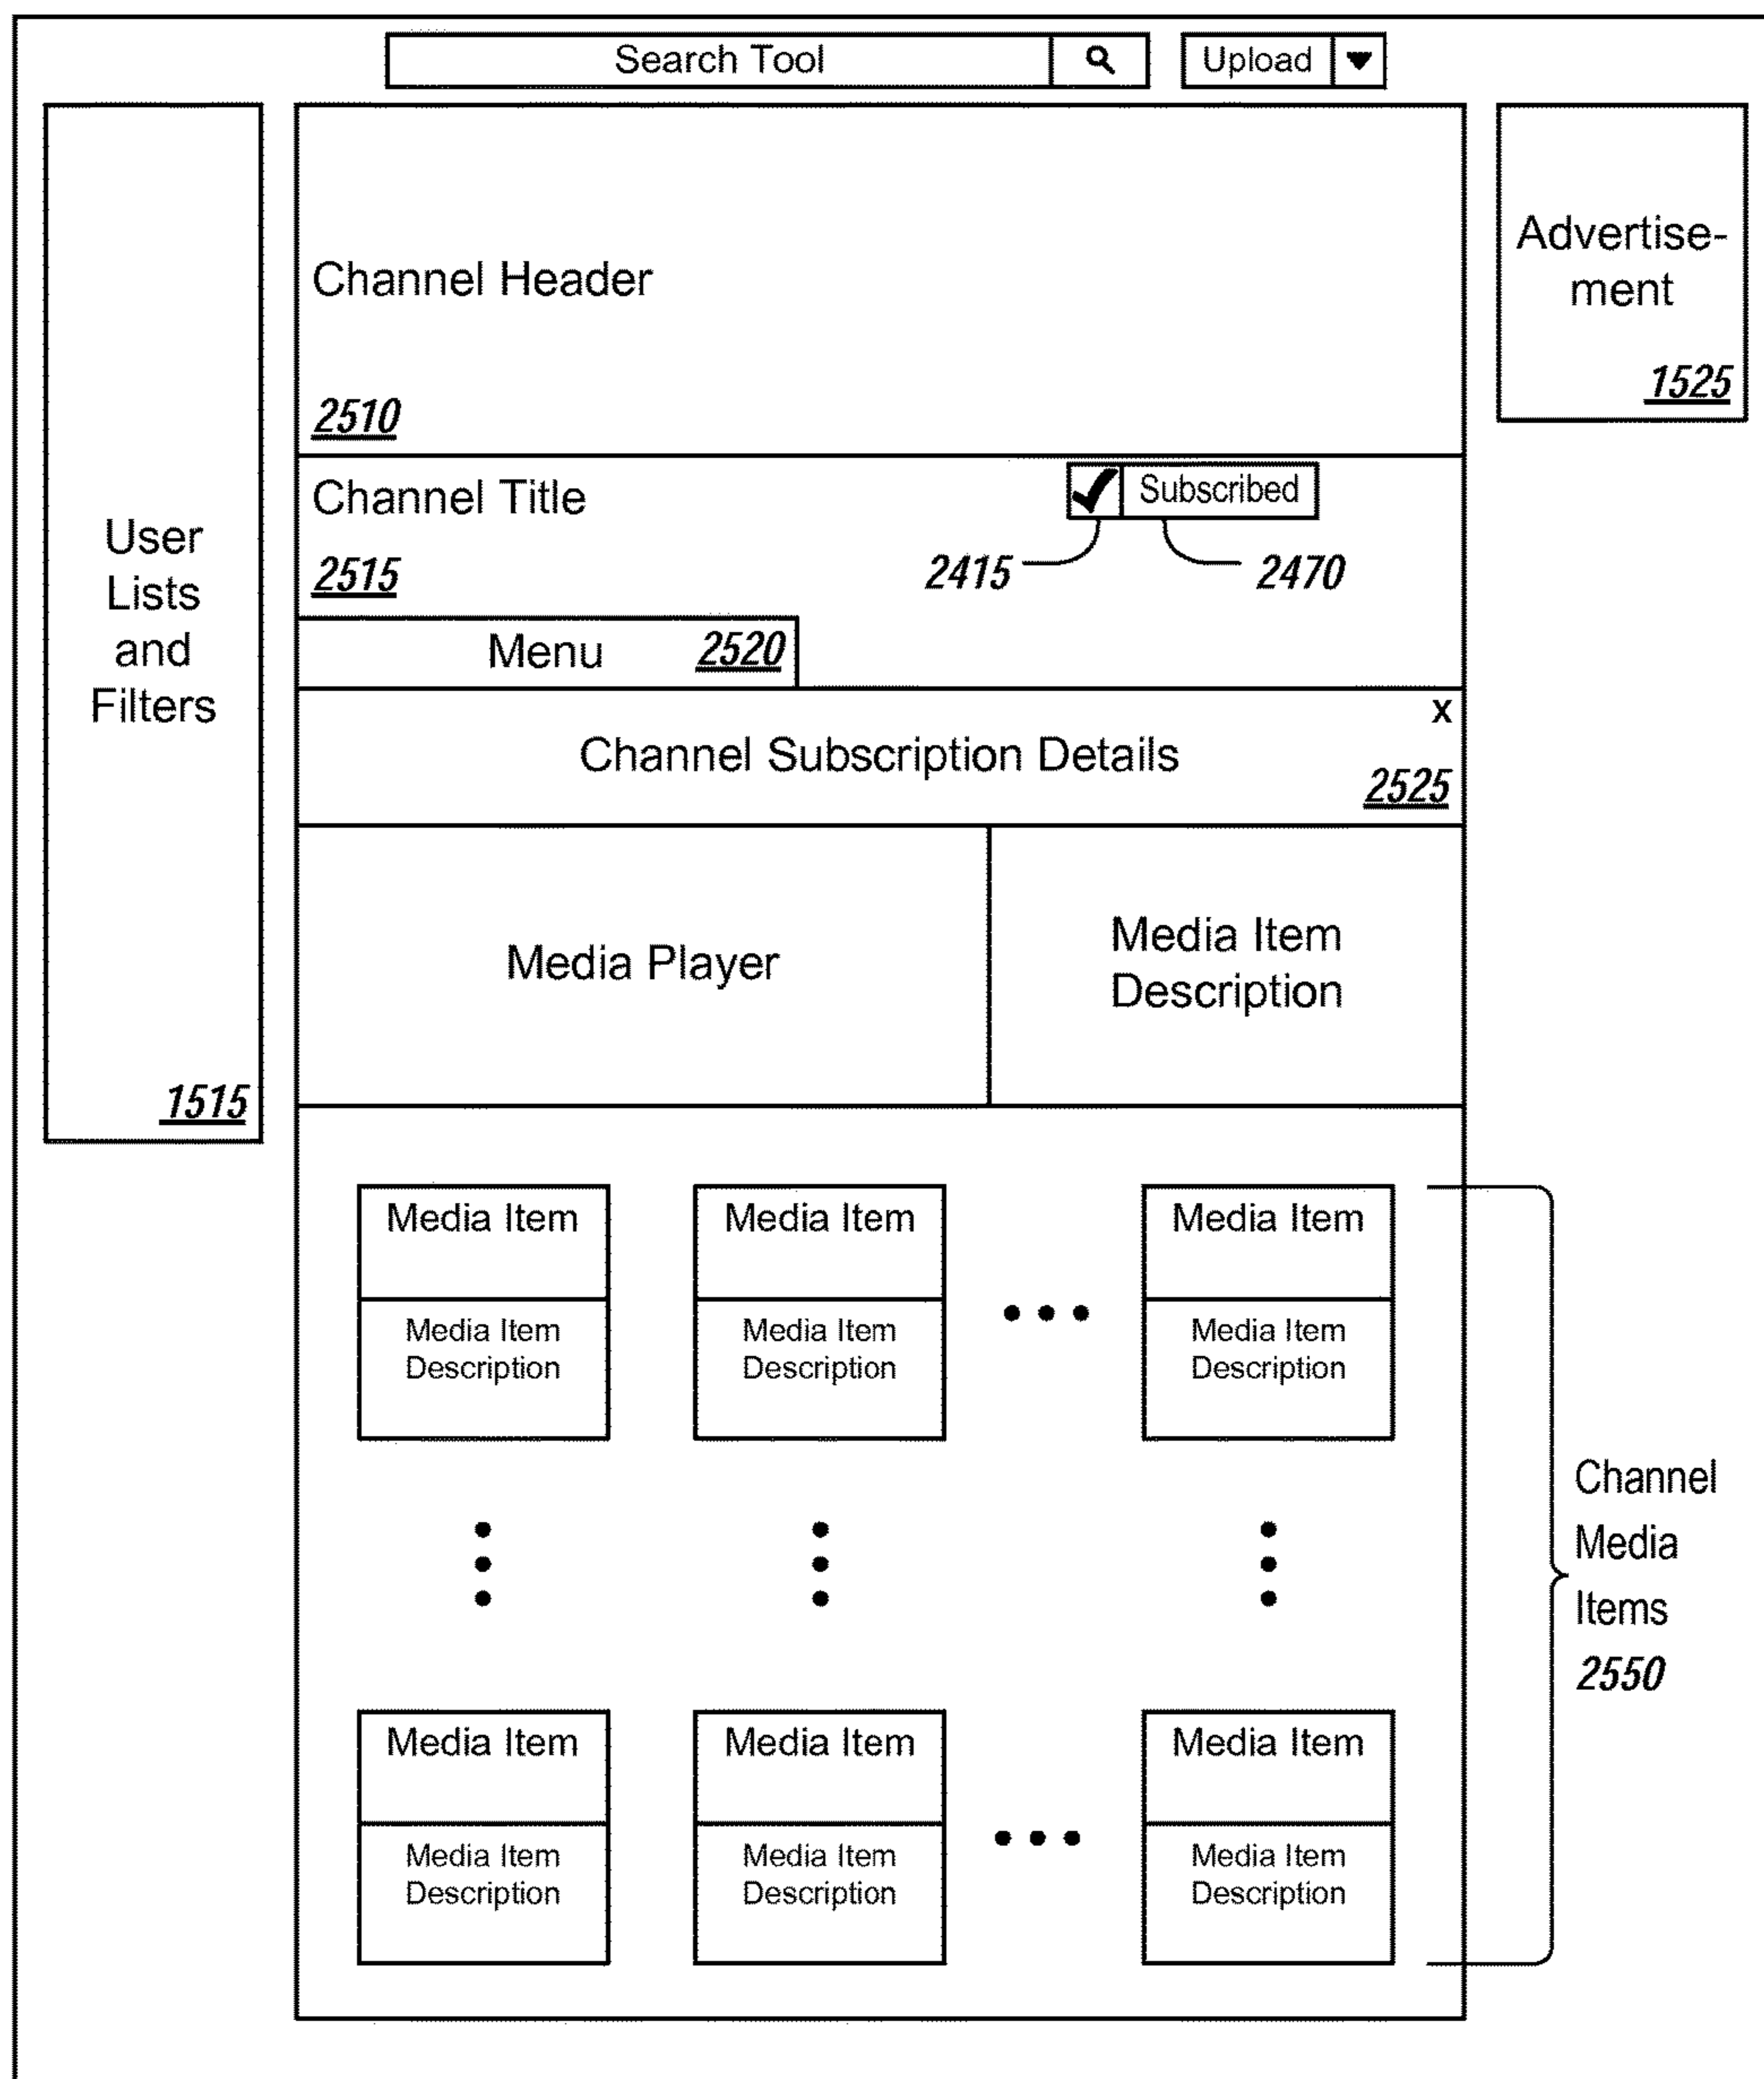 Search Tool
Upload
User
Lists
and
Filters
1515
Channel Header
2510
Advertise-
ment
1525
Channel Title
2515
Subscribed
2415
2470
Menu
2520
X
Channel Subscription Details
2525
Media Player
Media Item
Description
Media Item
Media Item
Description
Media Item
Media Item
Description
Media Item
Media Item
Description
Channel
Media
Items
2550
Media Item
Media Item
Description
Media Item
Media Item
Description
Media Item
Media Item
Description